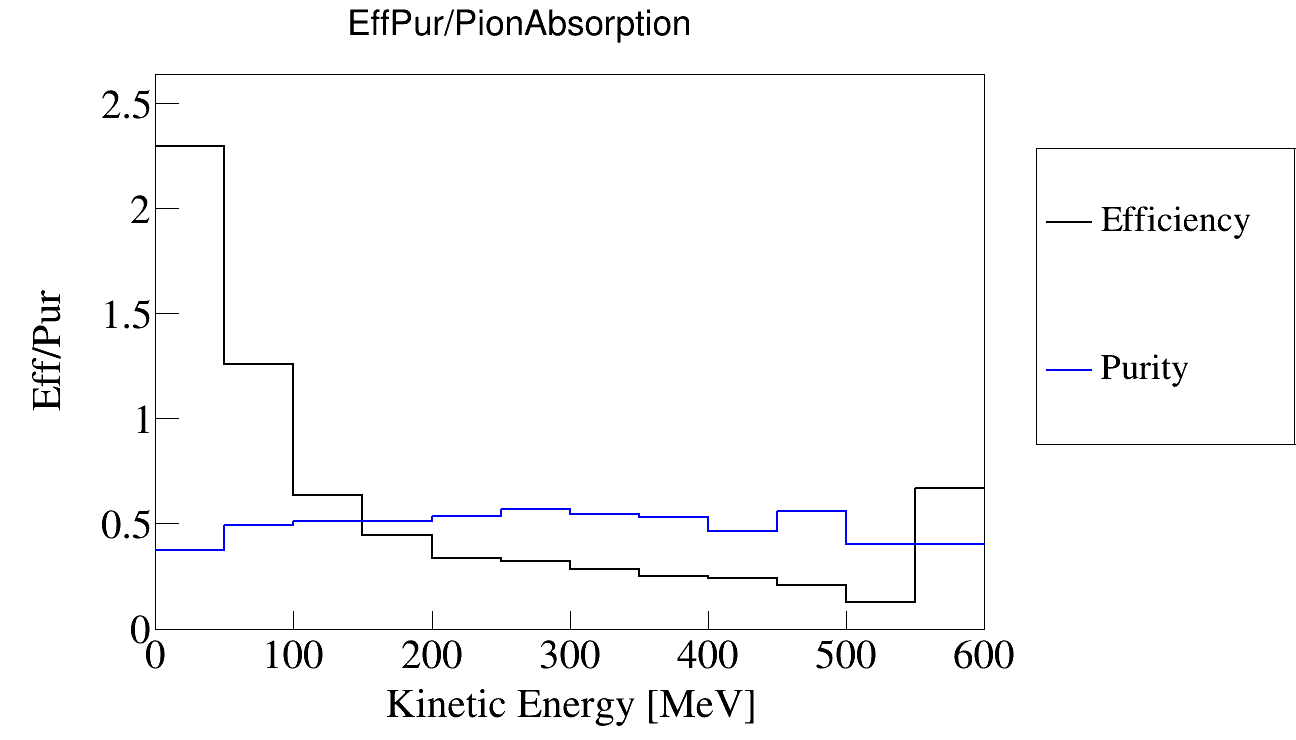 EffPur/PionAbsorption
2.5
2
1.5
1
0.5
0
Eff/Pur
0 100 200 300 400 500 600
Kinetic Energy [MeV]
Efficiency
Purity